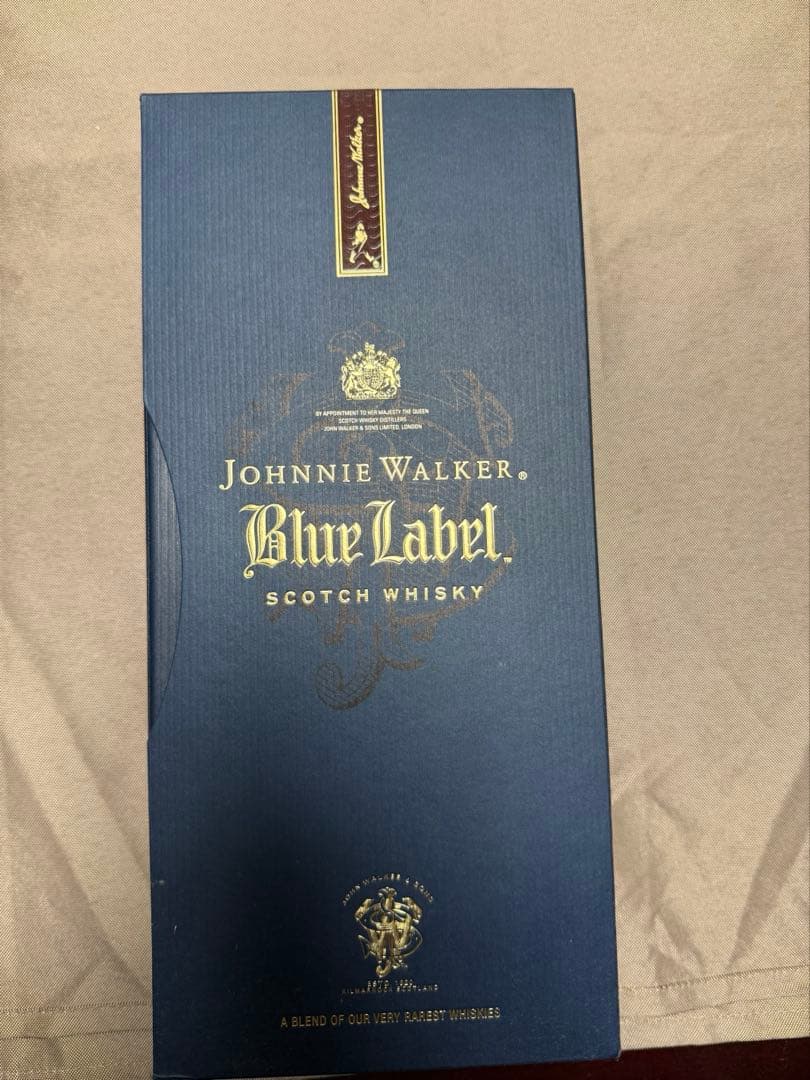 Johnnie Walker
BY APPOINTMENT TO HER MAJESTY THE QUEEN
SCOTCH WHISKY DISTILLERS
JOHN WALKER & SONS LIMITED, LONDON
JOHNNIE WALKER®
Blue Label™
SCOTCH WHISKY
JOHN WALKER & SONS
KILMARNOCK SCOTLAND
A BLEND OF OUR VERY RAREST WHISKIES